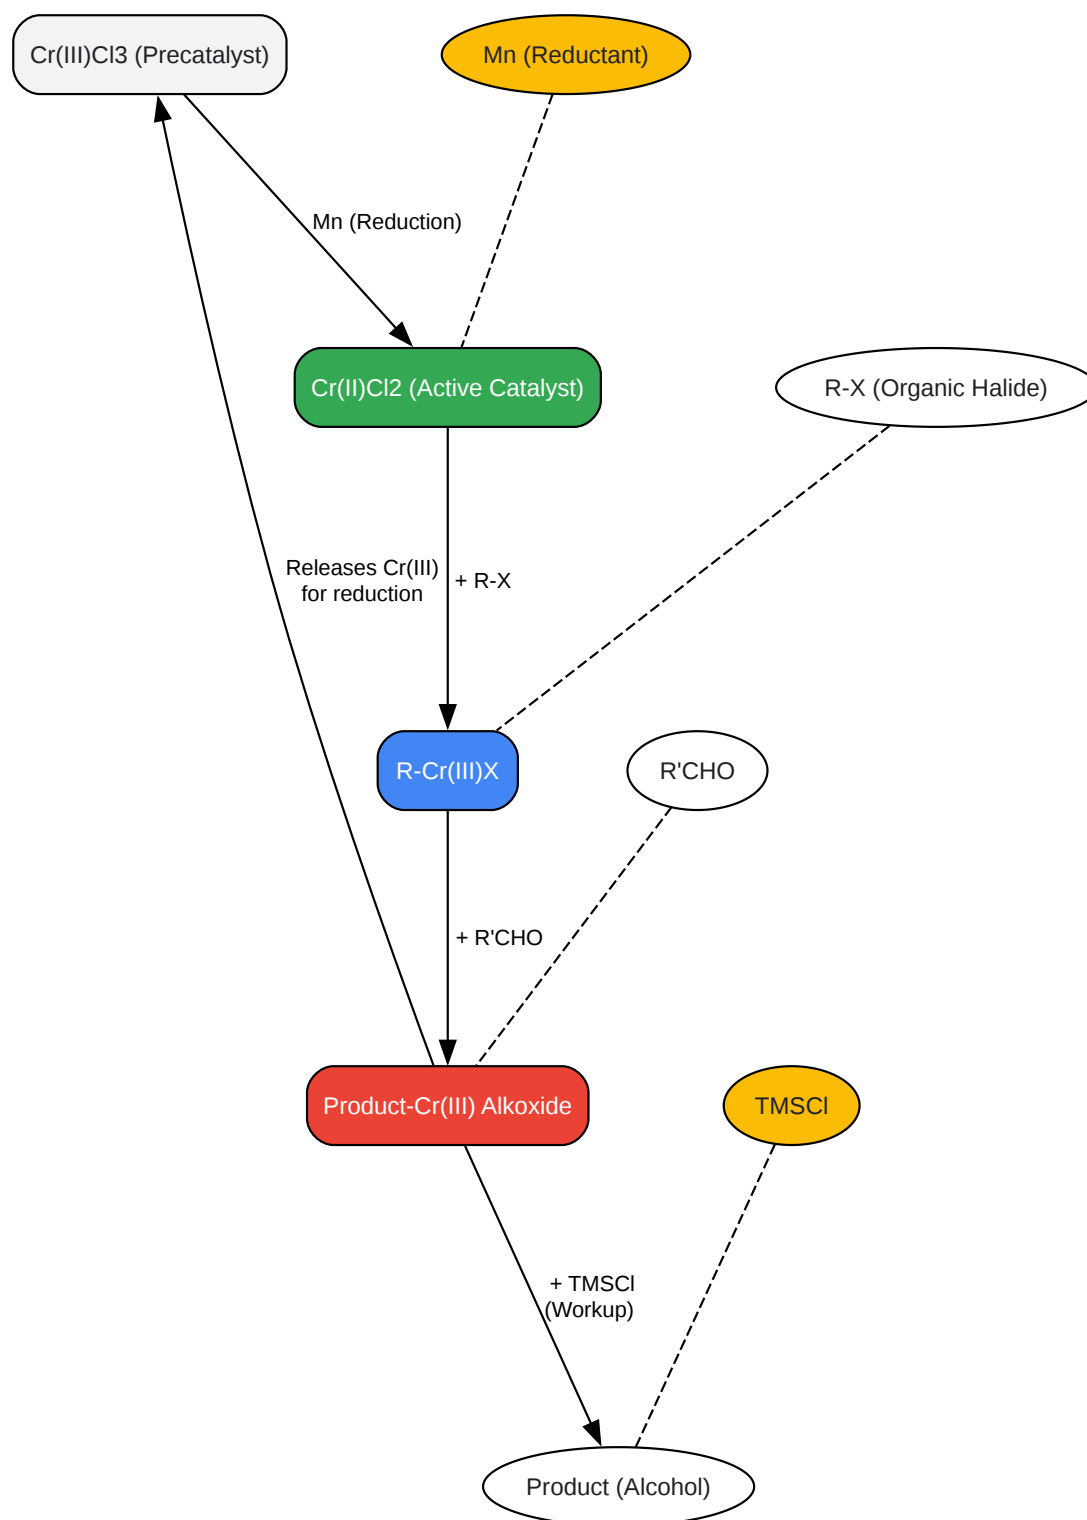 Cr(III)Cl3 (Precatalyst)
Mn (Reductant)
Mn (Reduction)
Cr(II)Cl2 (Active Catalyst)
R-X (Organic Halide)
Releases Cr(III)
for reduction
+ R-X
R-Cr(III)X
R'CHO
+ R'CHO
Product-Cr(III) Alkoxide
TMSCl
+ TMSCl
(Workup)
Product (Alcohol)